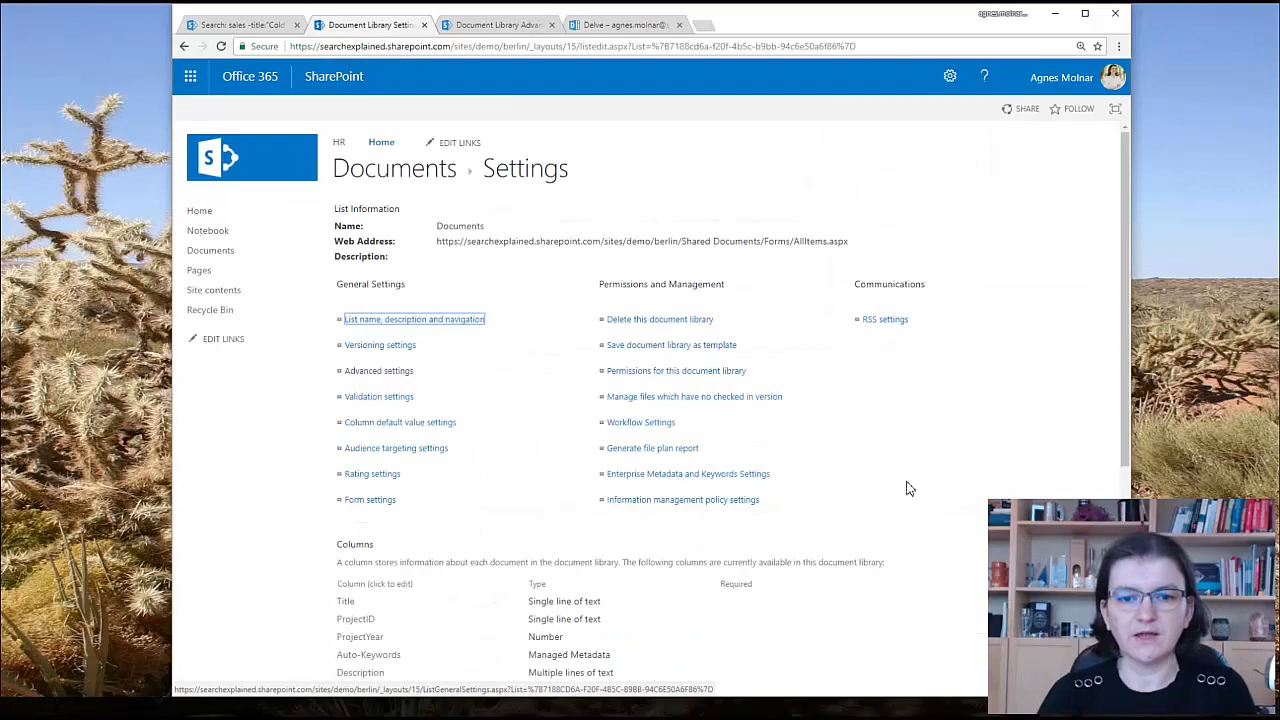 Search: sales -title:"Cold
Document Library Settin
Document Library Adva
Delve – agnes.molnar@s
agnes.molnar...
Secure
https://searchexplained.sharepoint.com/sites/demo/berlin/_layouts/15/listedit.aspx?List=%7B7188cd6a-f20f-4b5c-b9bb-94c6e50a6f86%7D
Office 365
SharePoint
?
Agnes Molnar
SHARE
FOLLOW
S
HR
Home
EDIT LINKS
Documents
Settings
Home
Notebook
Documents
Pages
Site contents
Recycle Bin
EDIT LINKS
List Information
Name: Documents
Web Address: https://searchexplained.sharepoint.com/sites/demo/berlin/Shared Documents/Forms/AllItems.aspx
Description:
General Settings
List name, description and navigation
Versioning settings
Advanced settings
Validation settings
Column default value settings
Audience targeting settings
Rating settings
Form settings
Permissions and Management
Delete this document library
Save document library as template
Permissions for this document library
Manage files which have no checked in version
Workflow Settings
Generate file plan report
Enterprise Metadata and Keywords Settings
Information management policy settings
Communications
RSS settings
Columns
A column stores information about each document in the document library. The following columns are currently available in this document library:
Column (click to edit) Type Required
Title Single line of text
ProjectID Single line of text
ProjectYear Number
Auto-Keywords Managed Metadata
Description Multiple lines of text
https://searchexplained.sharepoint.com/sites/demo/berlin/_layouts/15/ListGeneralSettings.aspx?List=%7B7188CD6A-F20F-4B5C-B9BB-94C6E50A6F86%7D